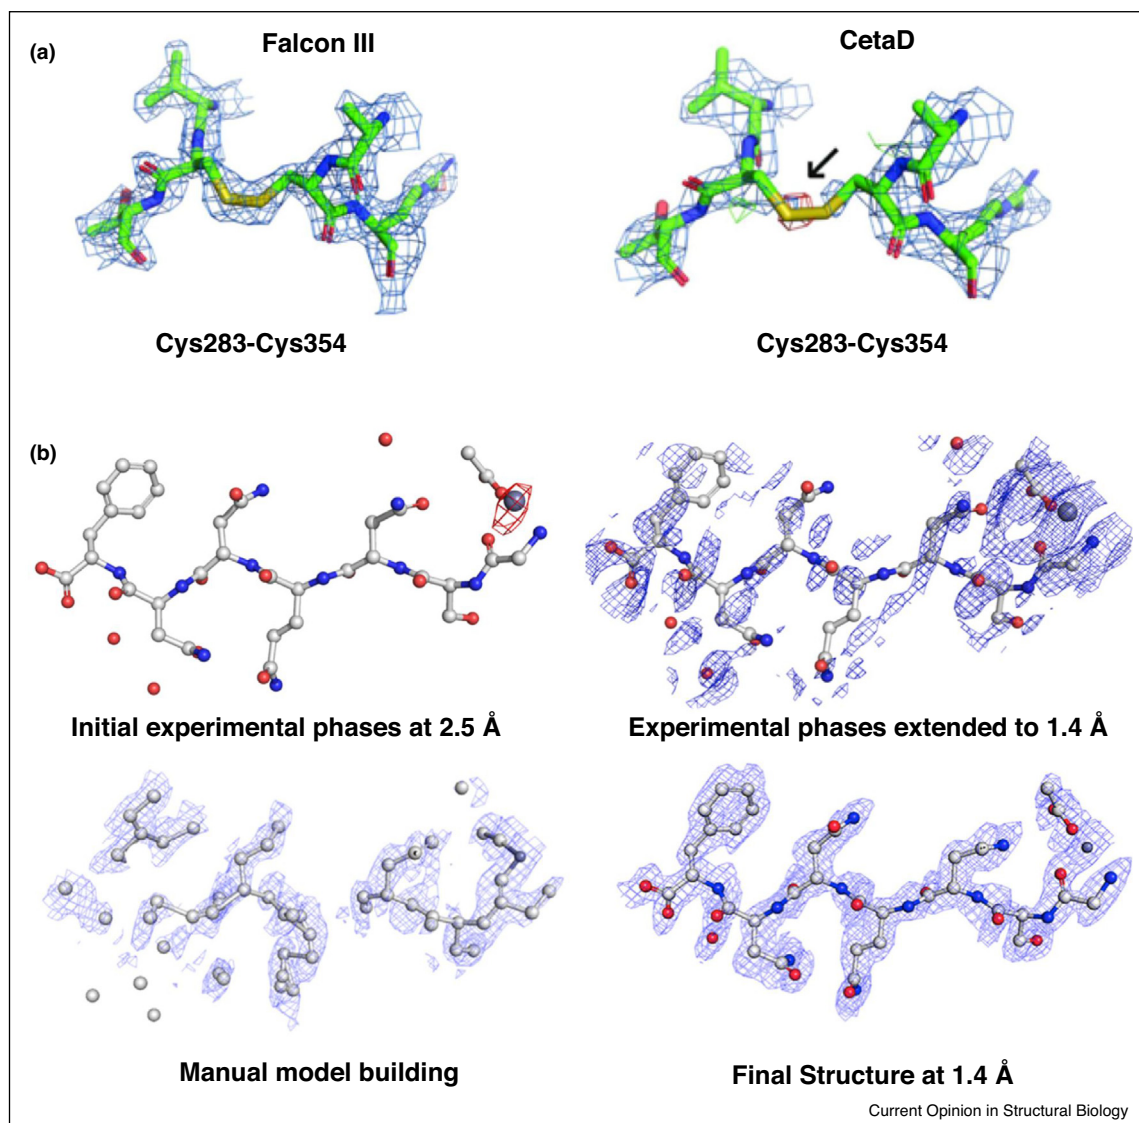 (a)
Falcon III
CetaD
Cys283-Cys354
Cys283-Cys354
(b)
Initial experimental phases at 2.5 Å
Experimental phases extended to 1.4 Å
Manual model building
Final Structure at 1.4 Å
Current Opinion in Structural Biology